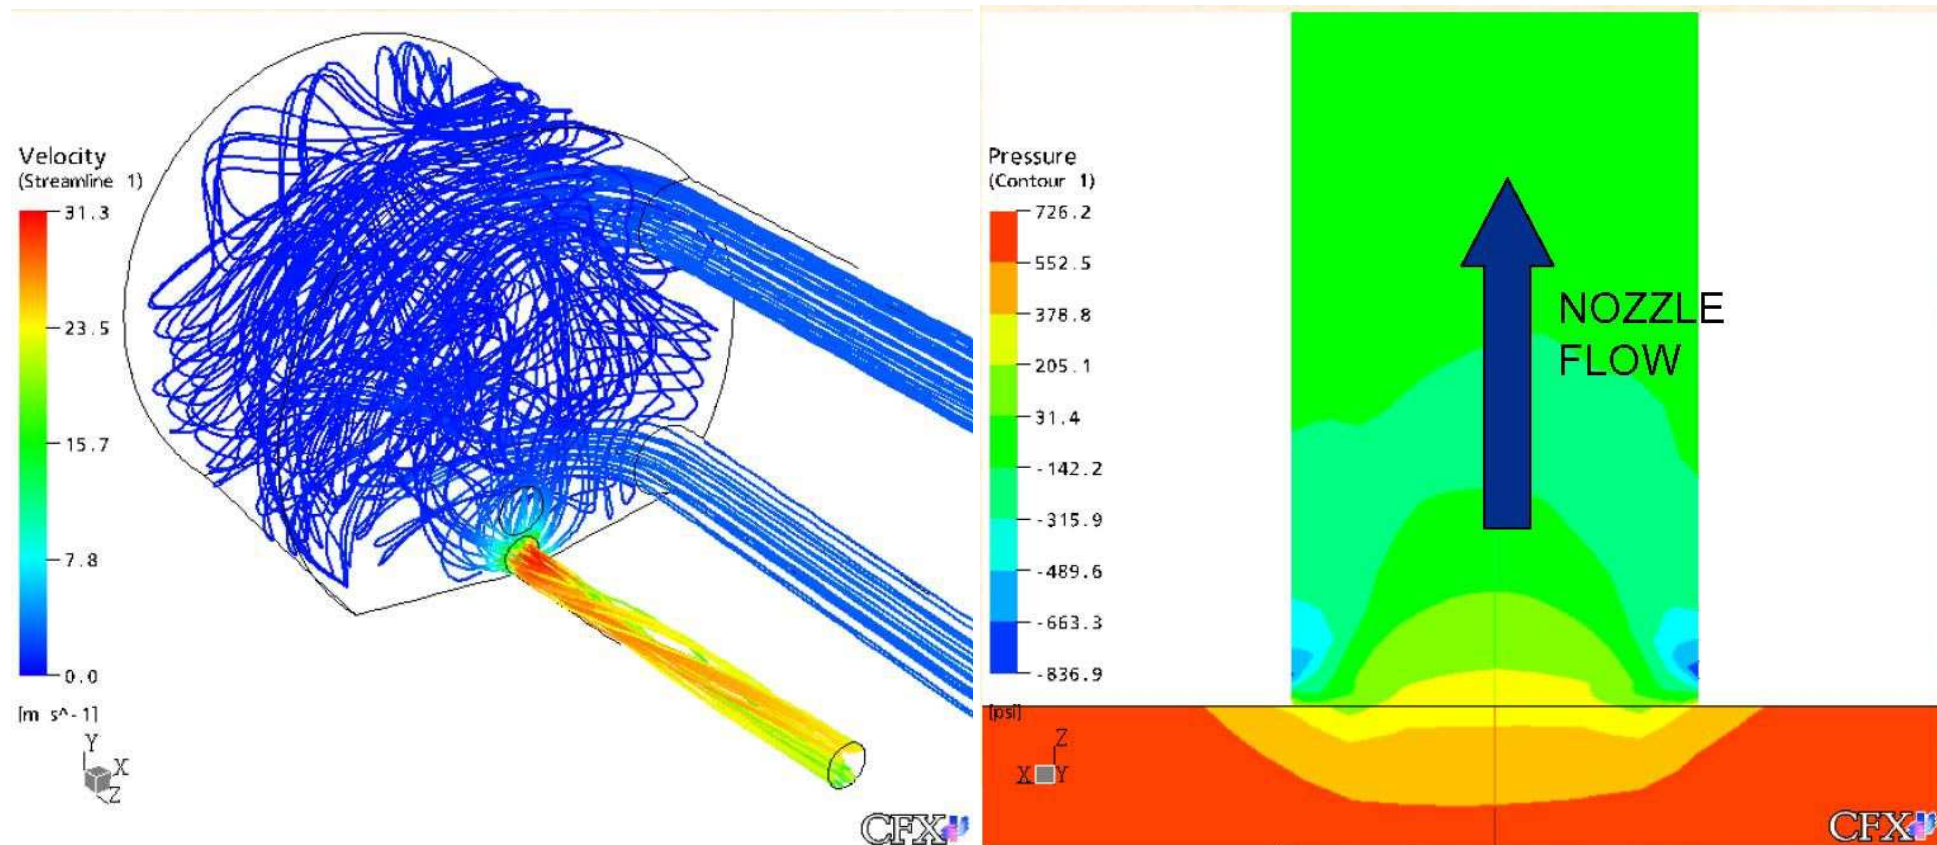 Velocity
(Streamline 1)
31.3
23.5
15.7
7.8
0.0
[m s^-1]
Y
X
Z
CFX
Pressure
(Contour 1)
726.2
552.5
378.8
205.1
31.4
-142.2
-315.9
-489.6
-663.3
-836.9
[psi]
NOZZLE
FLOW
Z
X Y
CFX